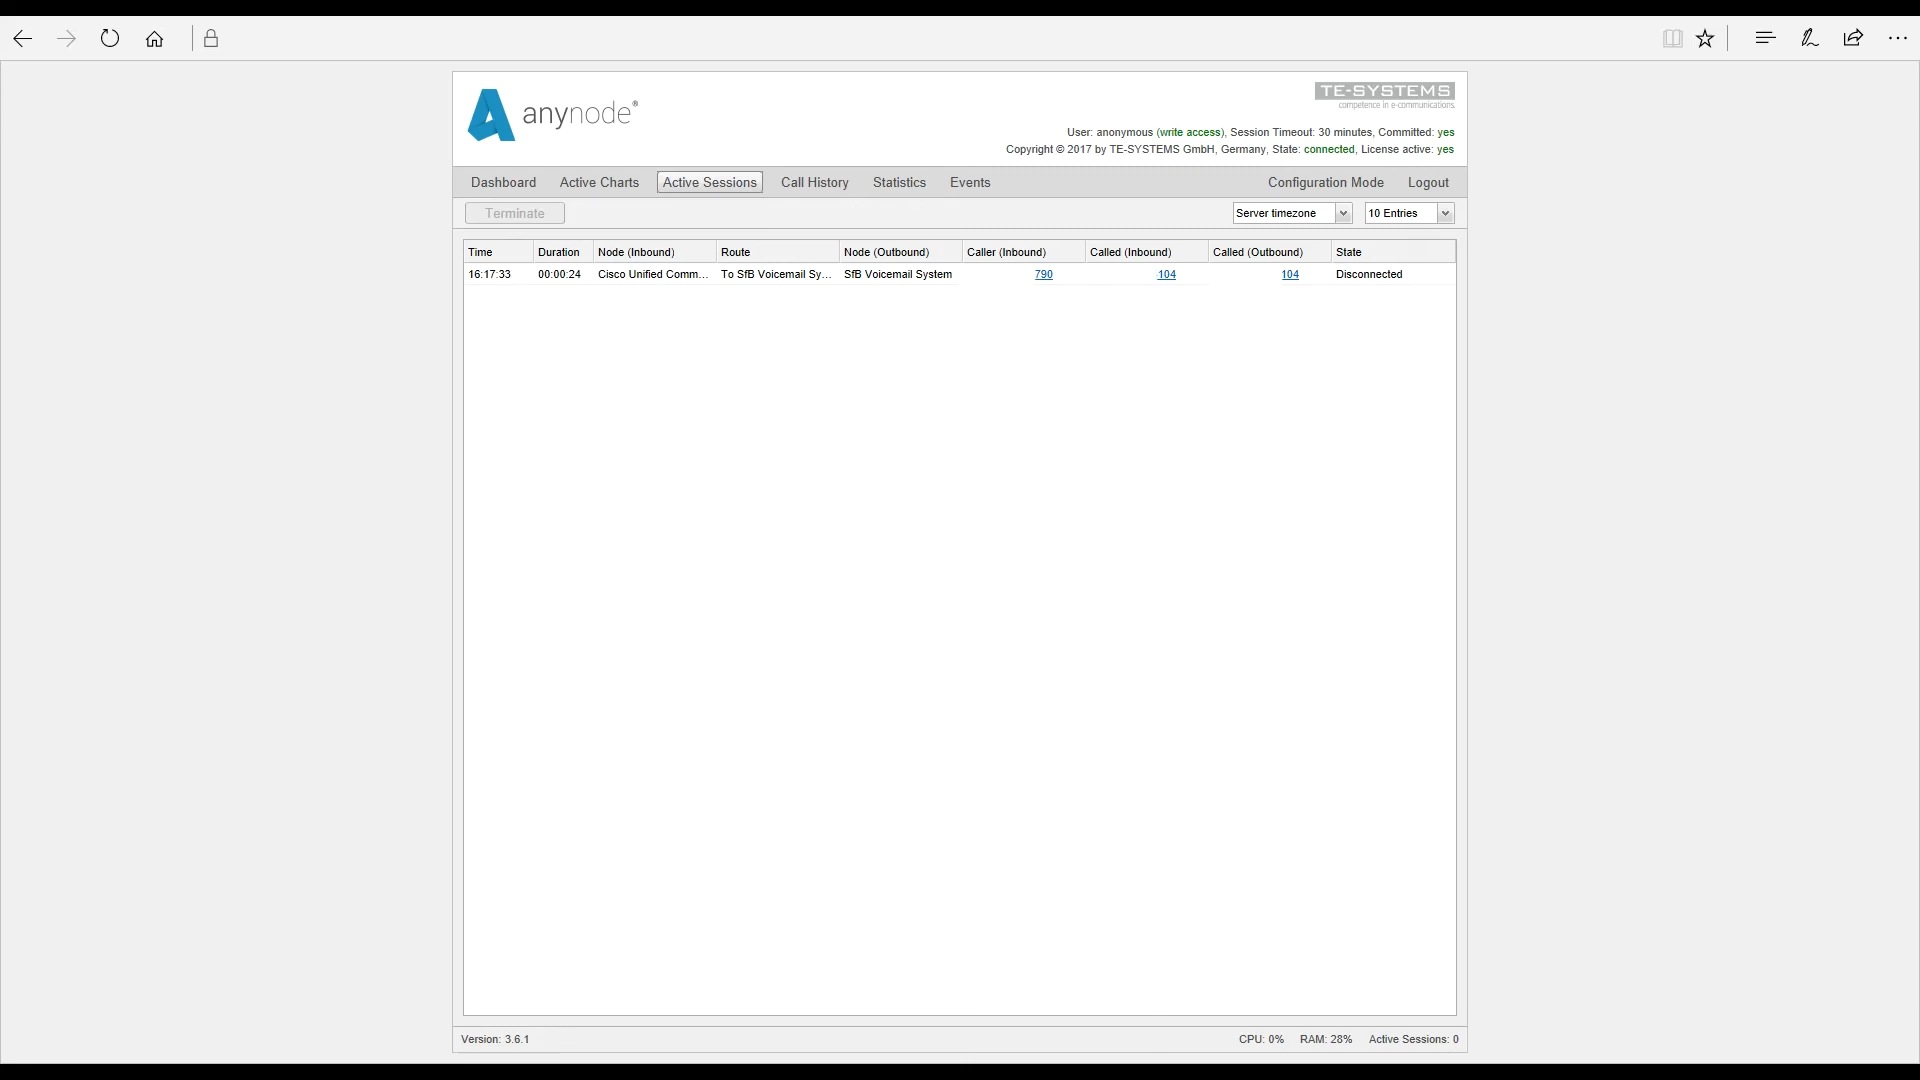 anynode®
TE-SYSTEMS
competence in e-communications
User: anonymous (write access), Session Timeout: 30 minutes, Committed: yes
Copyright © 2017 by TE-SYSTEMS GmbH, Germany, State: connected, License active: yes
Dashboard Active Charts Active Sessions Call History Statistics Events Configuration Mode Logout
Terminate Server timezone 10 Entries
Time Duration Node (Inbound) Route Node (Outbound) Caller (Inbound) Called (Inbound) Called (Outbound) State
16:17:33 00:00:24 Cisco Unified Comm... To SfB Voicemail Sy... SfB Voicemail System 790 104 104 Disconnected
Version: 3.6.1 CPU: 0% RAM: 28% Active Sessions: 0